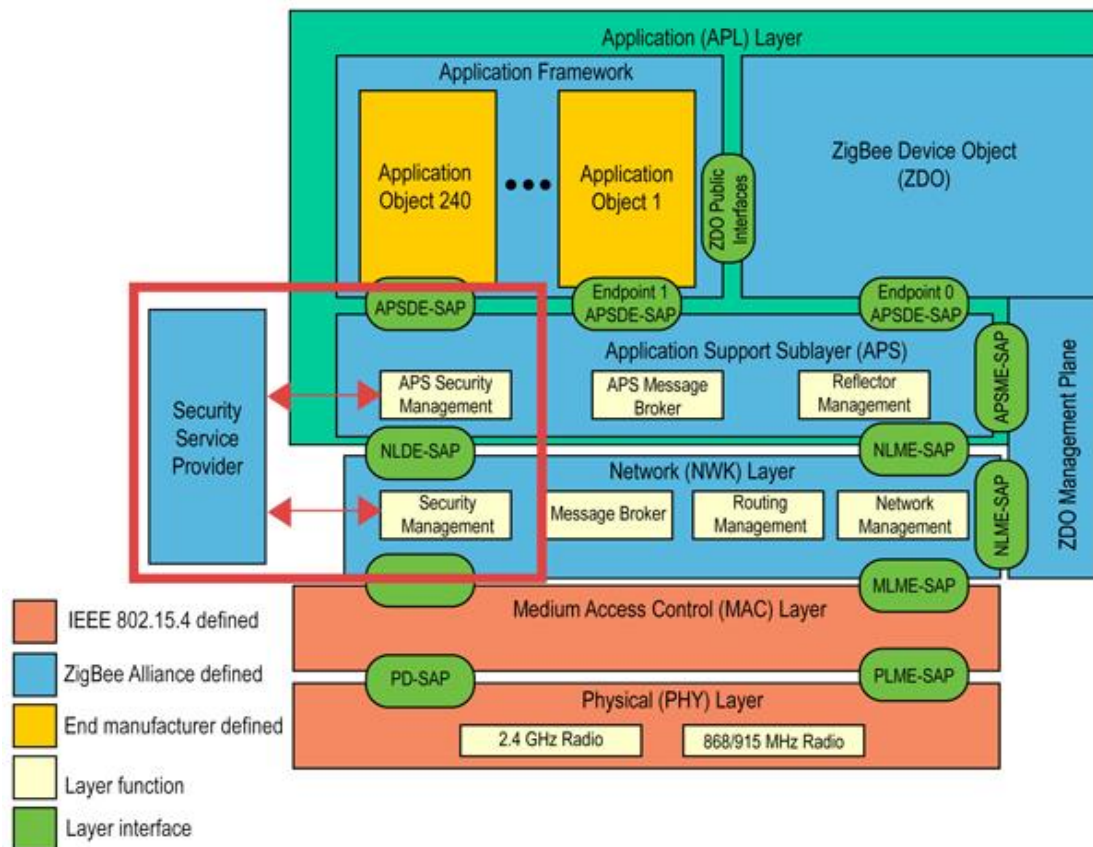 Application (APL) Layer
Application Framework
Application
Object 240
Application
Object 1
ZDO Public
Interfaces
ZigBee Device Object
(ZDO)
APSDE-SAP
Endpoint 1
APSDE-SAP
Endpoint 0
APSDE-SAP
Security
Service
Provider
Application Support Sublayer (APS)
APS Security
Management
APS Message
Broker
Reflector
Management
APSME-SAP
ZDO Management Plane
NLDE-SAP
NLME-SAP
Network (NWK) Layer
Security
Management
Message Broker
Routing
Management
Network
Management
NLME-SAP
MLME-SAP
Medium Access Control (MAC) Layer
PD-SAP
PLME-SAP
Physical (PHY) Layer
2.4 GHz Radio
868/915 MHz Radio
IEEE 802.15.4 defined
ZigBee Alliance defined
End manufacturer defined
Layer function
Layer interface